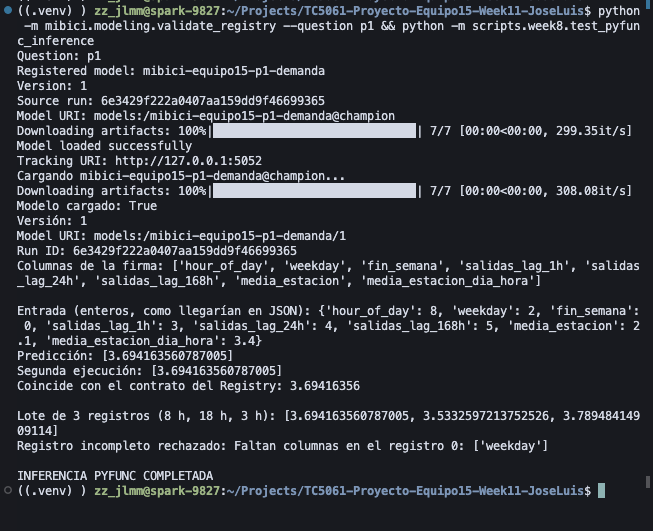 ((.venv) ) zz_jlmm@spark-9827:~/Projects/TC5061-Proyecto-Equipo15-Week11-JoseLuis$ python
 -m mibici.modeling.validate_registry --question p1 && python -m scripts.week8.test_pyfun
c_inference
Question: p1
Registered model: mibici-equipo15-p1-demanda
Version: 1
Source run: 6e3429f222a0407aa159dd9f46699365
Model URI: models:/mibici-equipo15-p1-demanda@champion
Downloading artifacts: 100%|██████████████████████████| 7/7 [00:00<00:00, 299.35it/s]
Model loaded successfully
Tracking URI: http://127.0.0.1:5052
Cargando mibici-equipo15-p1-demanda@champion...
Downloading artifacts: 100%|██████████████████████████| 7/7 [00:00<00:00, 308.08it/s]
Modelo cargado: True
Versión: 1
Model URI: models:/mibici-equipo15-p1-demanda/1
Run ID: 6e3429f222a0407aa159dd9f46699365
Columnas de la firma: ['hour_of_day', 'weekday', 'fin_semana', 'salidas_lag_1h', 'salidas
_lag_24h', 'salidas_lag_168h', 'media_estacion', 'media_estacion_dia_hora']

Entrada (enteros, como llegarían en JSON): {'hour_of_day': 8, 'weekday': 2, 'fin_semana':
 0, 'salidas_lag_1h': 3, 'salidas_lag_24h': 4, 'salidas_lag_168h': 5, 'media_estacion': 2
.1, 'media_estacion_dia_hora': 3.4}
Predicción: [3.694163560787005]
Segunda ejecución: [3.694163560787005]
Coincide con el contrato del Registry: 3.69416356

Lote de 3 registros (8 h, 18 h, 3 h): [3.694163560787005, 3.5332597213752526, 3.789484149
09114]
Registro incompleto rechazado: Faltan columnas en el registro 0: ['weekday']

INFERENCIA PYFUNC COMPLETADA
((.venv) ) zz_jlmm@spark-9827:~/Projects/TC5061-Proyecto-Equipo15-Week11-JoseLuis$